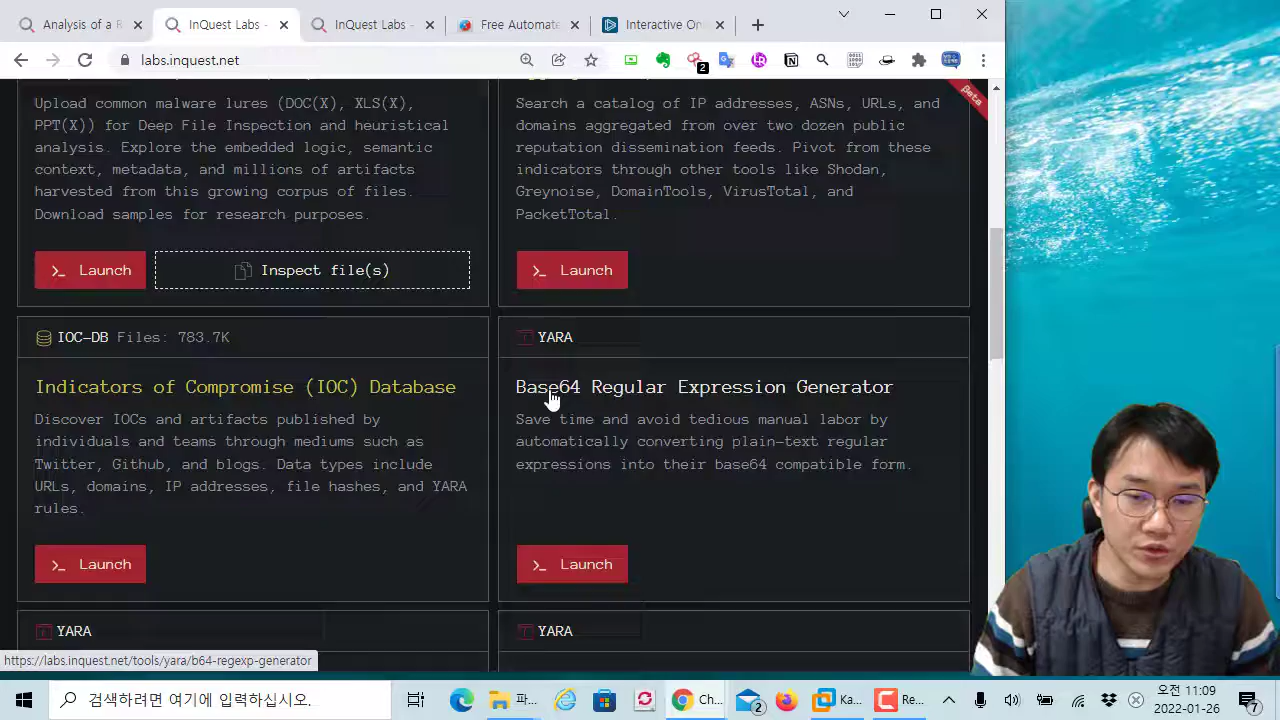 Analysis of a R
InQuest Labs -
InQuest Labs -
Free Automate
Interactive On
labs.inquest.net
2
Beta
Upload common malware lures (DOC(X), XLS(X),
PPT(X)) for Deep File Inspection and heuristical
analysis. Explore the embedded logic, semantic
context, metadata, and millions of artifacts
harvested from this growing corpus of files.
Download samples for research purposes.
Launch
Inspect file(s)
Search a catalog of IP addresses, ASNs, URLs, and
domains aggregated from over two dozen public
reputation dissemination feeds. Pivot from these
indicators through other tools like Shodan,
Greynoise, DomainTools, VirusTotal, and
PacketTotal.
Launch
IOC-DB Files: 783.7K
Indicators of Compromise (IOC) Database
Discover IOCs and artifacts published by
individuals and teams through mediums such as
Twitter, Github, and blogs. Data types include
URLs, domains, IP addresses, file hashes, and YARA
rules.
Launch
YARA
Base64 Regular Expression Generator
Save time and avoid tedious manual labor by
automatically converting plain-text regular
expressions into their base64 compatible form.
Launch
YARA
YARA
https://labs.inquest.net/tools/yara/b64-regexp-generator
검색하려면 여기에 입력하십시오.
파...
Ch...
2
Ka...
Re...
오전 11:09
2022-01-26
7